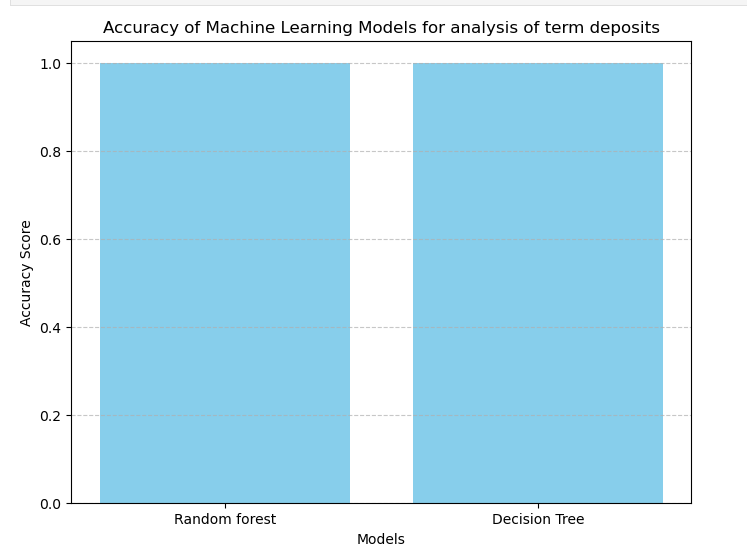 Accuracy of Machine Learning Models for analysis of term deposits
1.0
0.8
0.6
0.4
0.2
0.0
Accuracy Score
Random forest Decision Tree
Models